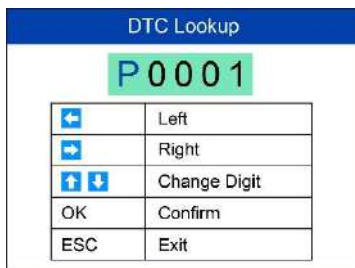 DTC Lookup
P0001
Left
Right
Change Digit
OK Confirm
ESC Exit